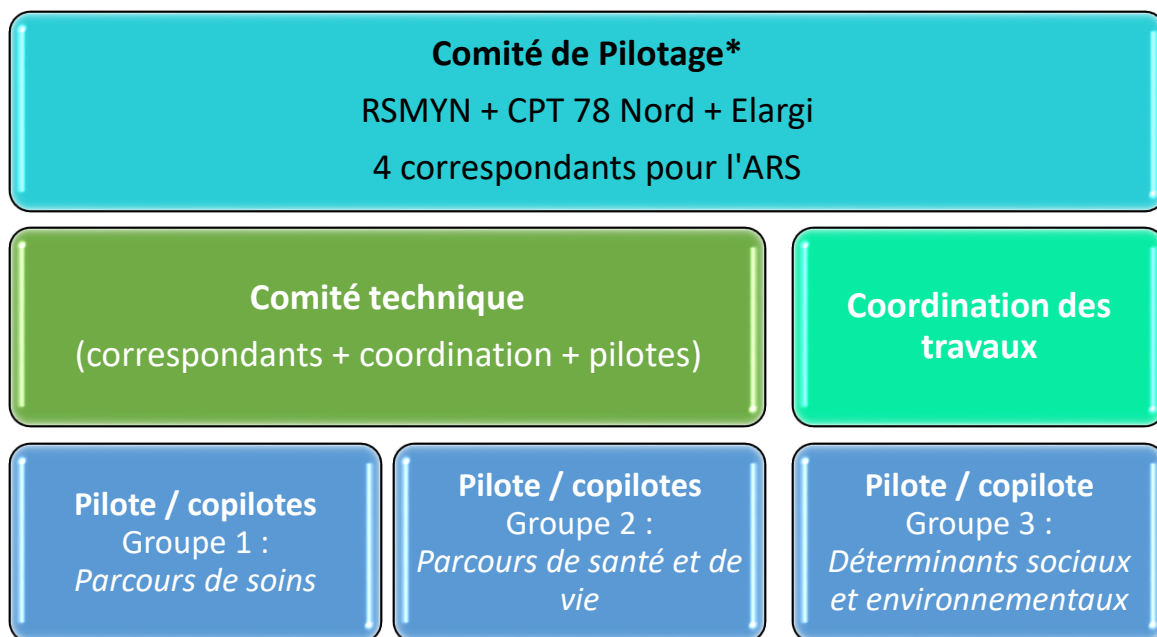 Comité de Pilotage*
RSMYN + CPT 78 Nord + Elargi
4 correspondants pour l'ARS
Comité technique
(correspondants + coordination + pilotes)
Coordination des
travaux
Pilote / copilotes
Groupe 1 :
Parcours de soins
Pilote / copilotes
Groupe 2 :
Parcours de santé et de
vie
Pilote / copilote
Groupe 3 :
Déterminants sociaux
et environnementaux